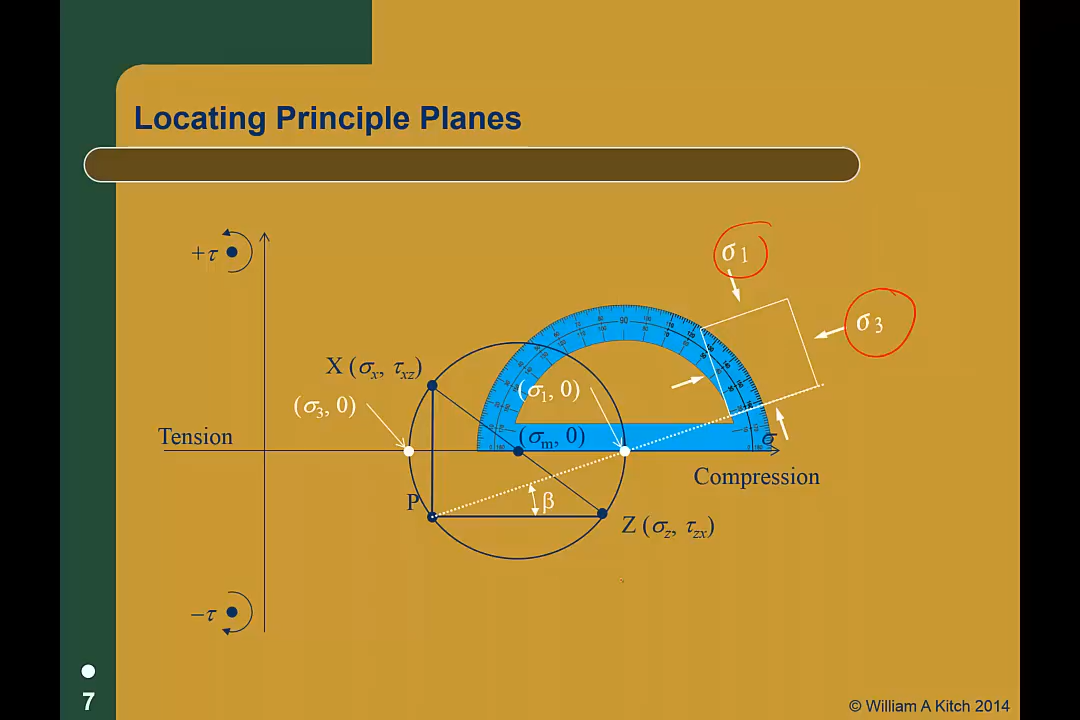 Locating Principle Planes
+τ
σ1
σ3
X (σx, τxz)
(σ3, 0)
(σ1, 0)
Tension
(σm, 0)
σ
Compression
P
β
Z (σz, τzx)
−τ
7
© William A Kitch 2014